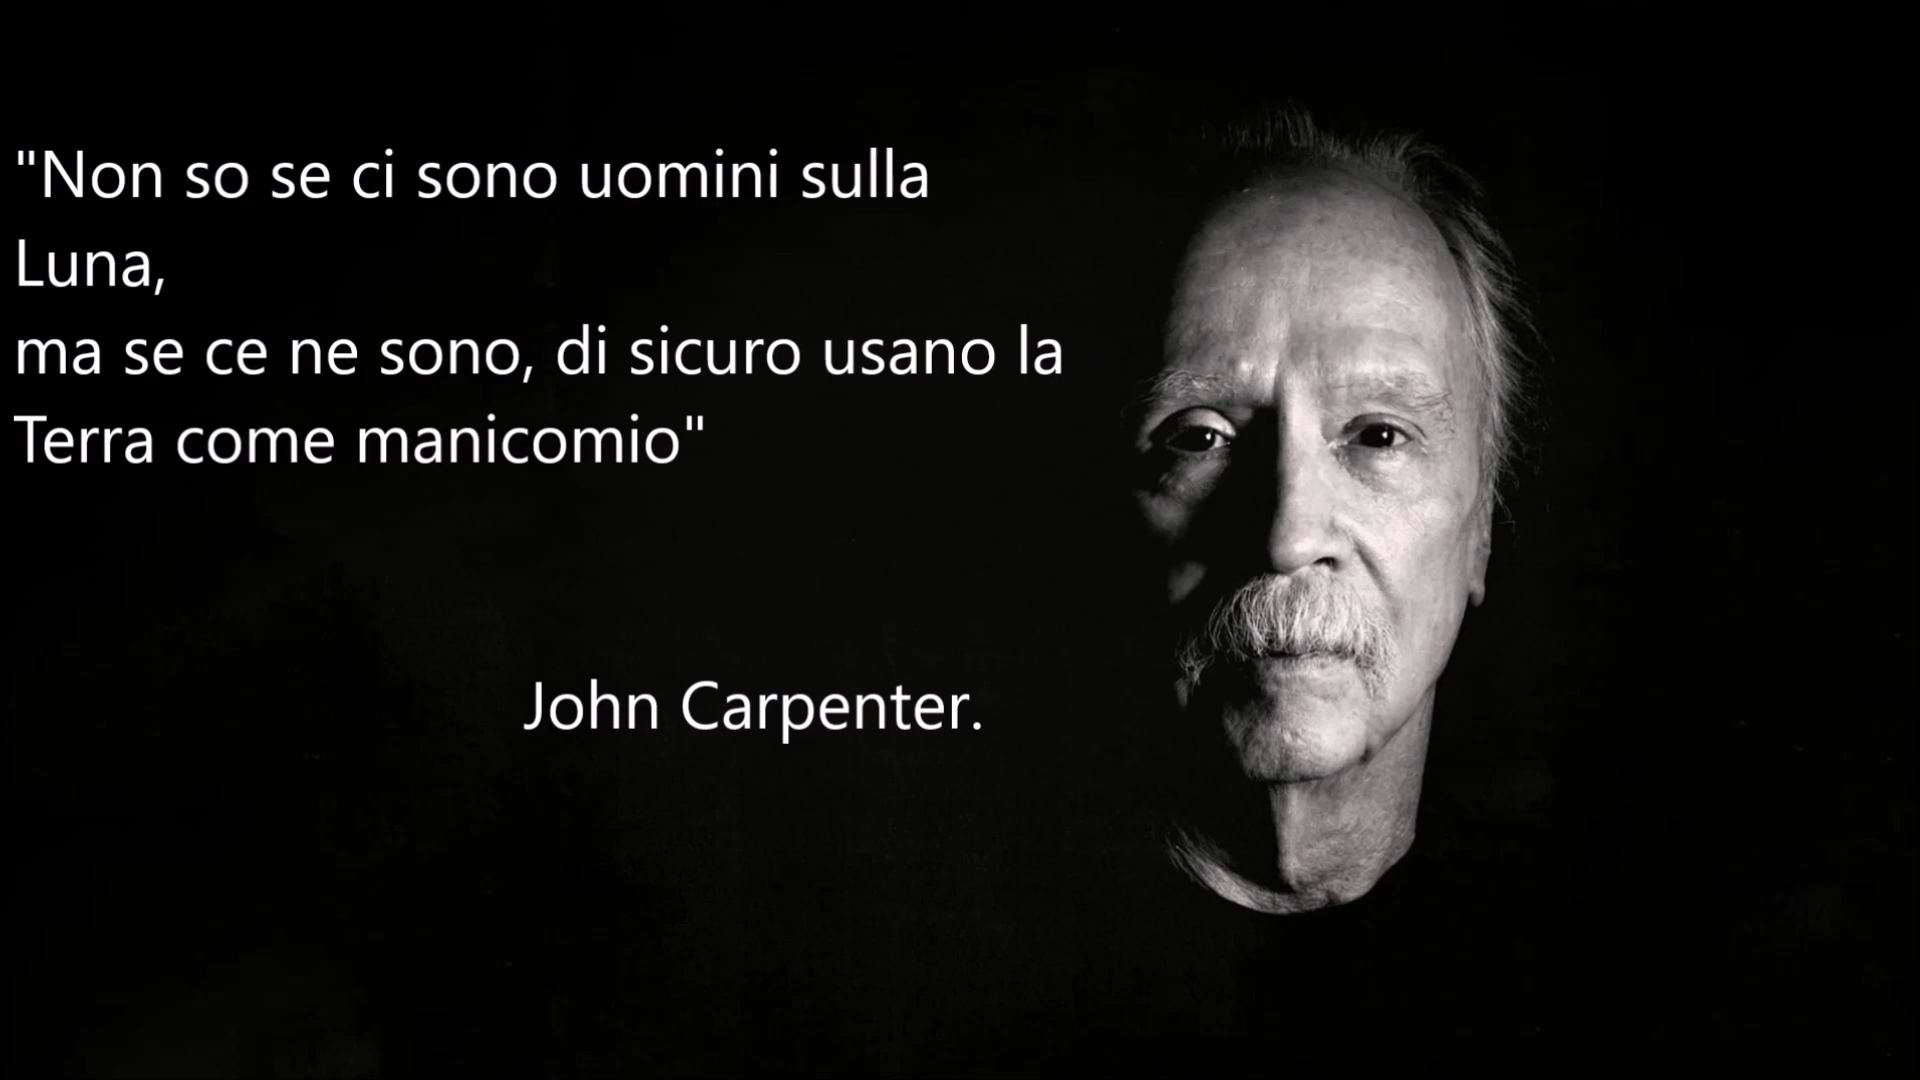 "Non so se ci sono uomini sulla
Luna,
ma se ce ne sono, di sicuro usano la
Terra come manicomio"
John Carpenter.